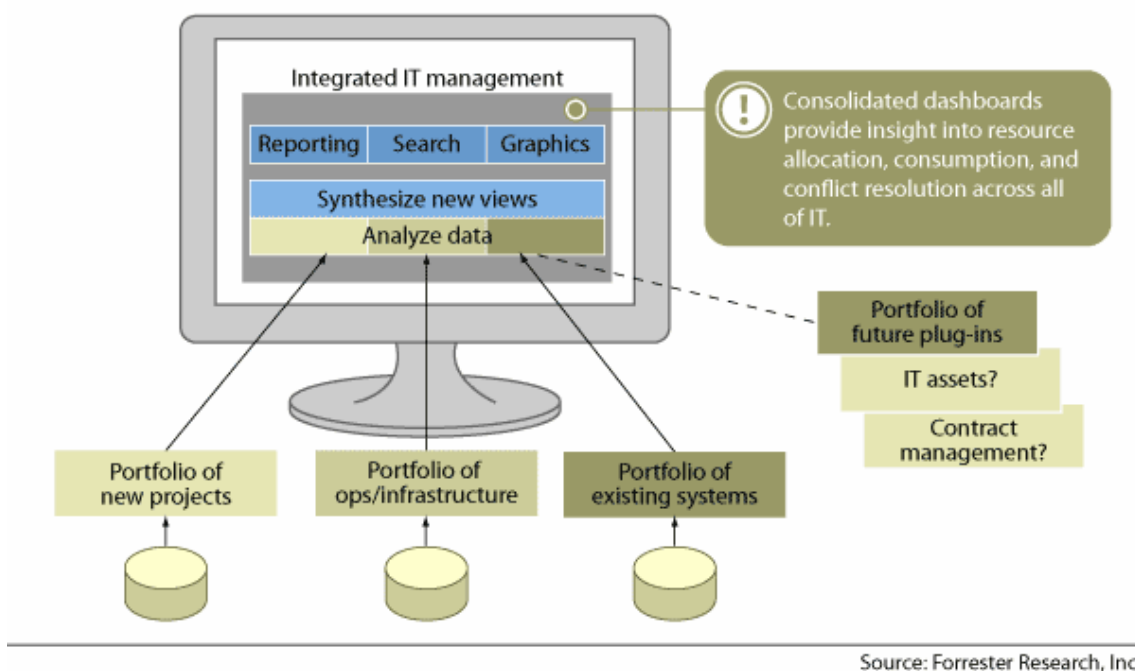 Integrated IT management
Reporting
Search
Graphics
Synthesize new views
Analyze data
!
Consolidated dashboards
provide insight into resource
allocation, consumption, and
conflict resolution across all
of IT.
Portfolio of
future plug-ins
IT assets?
Contract
management?
Portfolio of
new projects
Portfolio of
ops/infrastructure
Portfolio of
existing systems
Source: Forrester Research, Inc